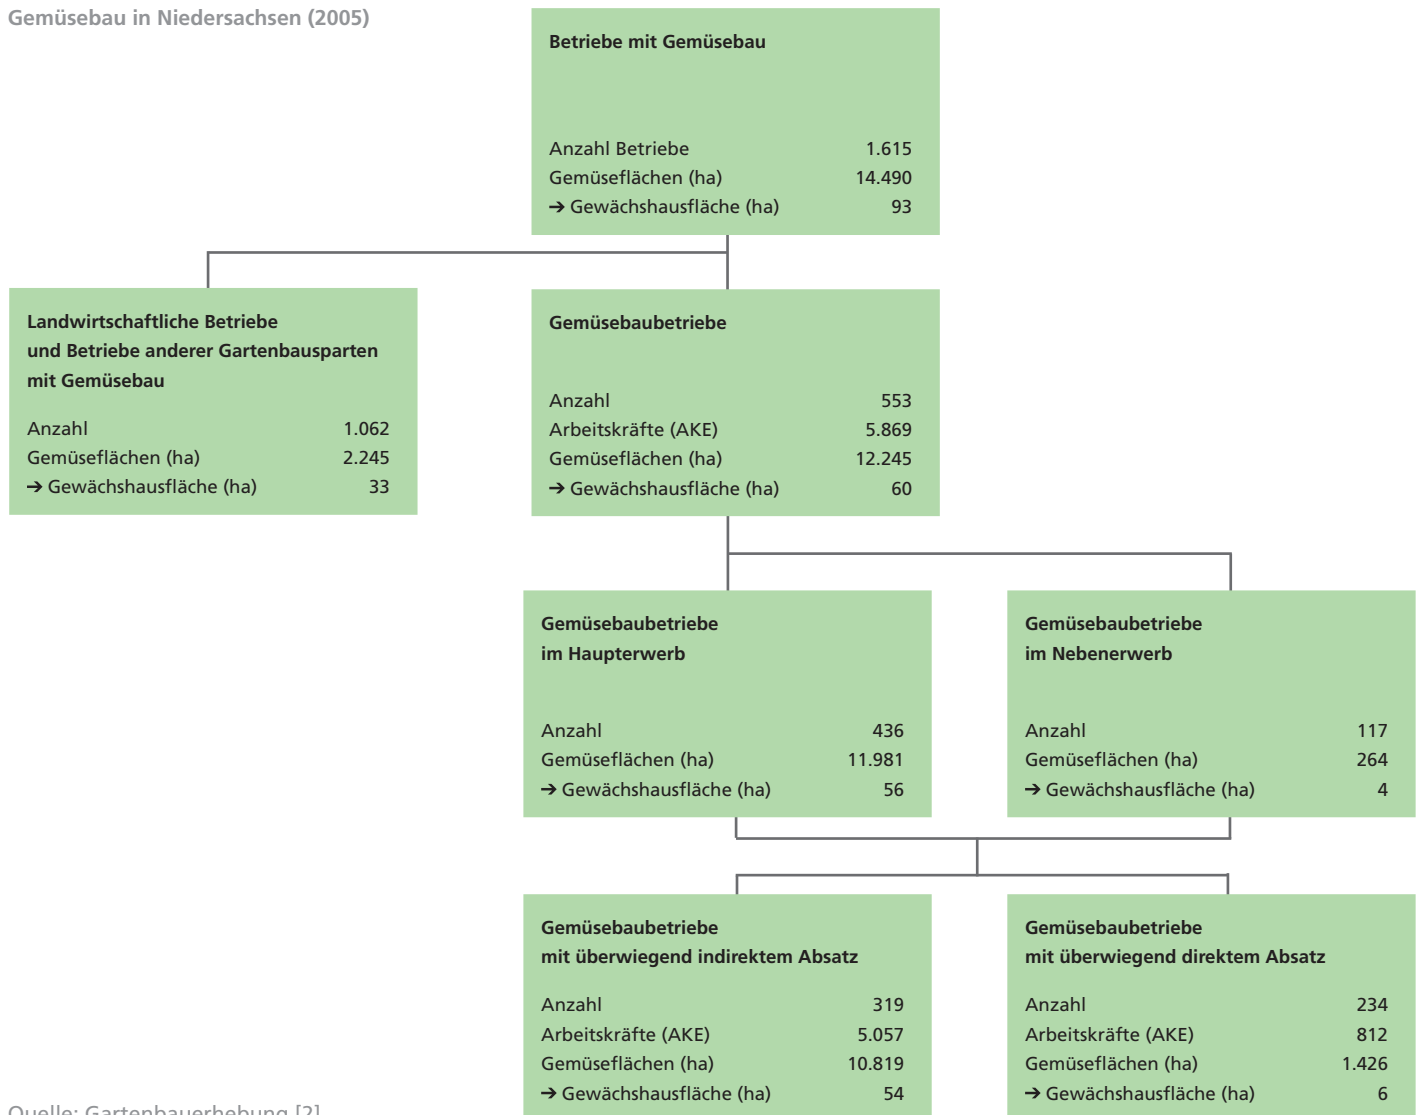 Gemüsebau in Niedersachsen (2005)
Betriebe mit Gemüsebau
Anzahl Betriebe 1.615
Gemüseflächen (ha) 14.490
➔ Gewächshausfläche (ha) 93
Landwirtschaftliche Betriebe
und Betriebe anderer Gartenbausparten
mit Gemüsebau
Anzahl 1.062
Gemüseflächen (ha) 2.245
➔ Gewächshausfläche (ha) 33
Gemüsebaubetriebe
Anzahl 553
Arbeitskräfte (AKE) 5.869
Gemüseflächen (ha) 12.245
➔ Gewächshausfläche (ha) 60
Gemüsebaubetriebe
im Haupterwerb
Anzahl 436
Gemüseflächen (ha) 11.981
➔ Gewächshausfläche (ha) 56
Gemüsebaubetriebe
im Nebenerwerb
Anzahl 117
Gemüseflächen (ha) 264
➔ Gewächshausfläche (ha) 4
Gemüsebaubetriebe
mit überwiegend indirektem Absatz
Anzahl 319
Arbeitskräfte (AKE) 5.057
Gemüseflächen (ha) 10.819
➔ Gewächshausfläche (ha) 54
Gemüsebaubetriebe
mit überwiegend direktem Absatz
Anzahl 234
Arbeitskräfte (AKE) 812
Gemüseflächen (ha) 1.426
➔ Gewächshausfläche (ha) 6
Quelle: Gartenbauerhebung [2]